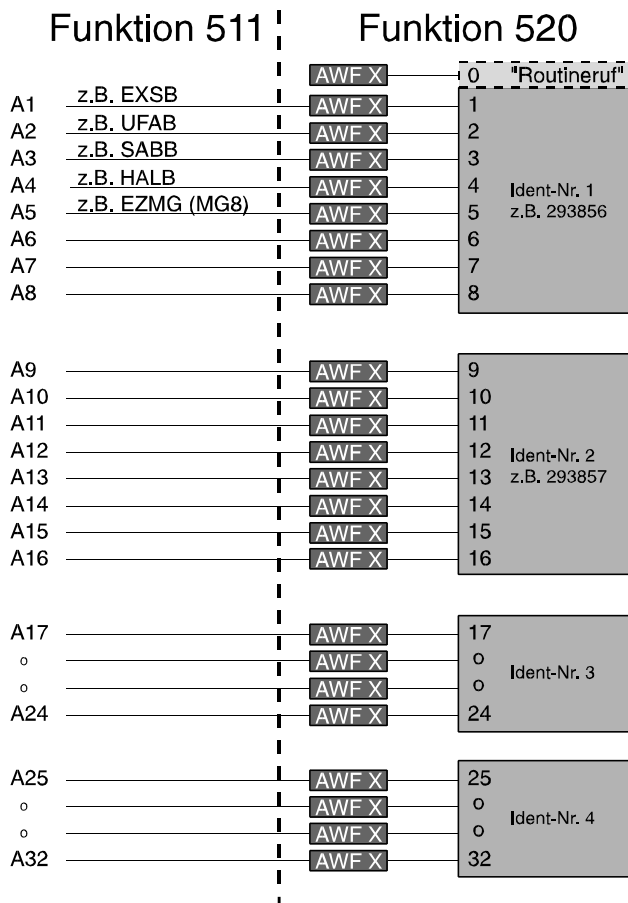 Funktion 511 Funktion 520
AWF X 0 "Routineruf"
A1 z.B. EXSB AWF X 1
A2 z.B. UFAB AWF X 2
A3 z.B. SABB AWF X 3
A4 z.B. HALB AWF X 4 Ident-Nr. 1
A5 z.B. EZMG (MG8) AWF X 5 z.B. 293856
A6 AWF X 6
A7 AWF X 7
A8 AWF X 8
A9 AWF X 9
A10 AWF X 10
A11 AWF X 11
A12 AWF X 12 Ident-Nr. 2
A13 AWF X 13 z.B. 293857
A14 AWF X 14
A15 AWF X 15
A16 AWF X 16
A17 AWF X 17
o AWF X o Ident-Nr. 3
o AWF X o
A24 AWF X 24
A25 AWF X 25
o AWF X o Ident-Nr. 4
o AWF X o
A32 AWF X 32